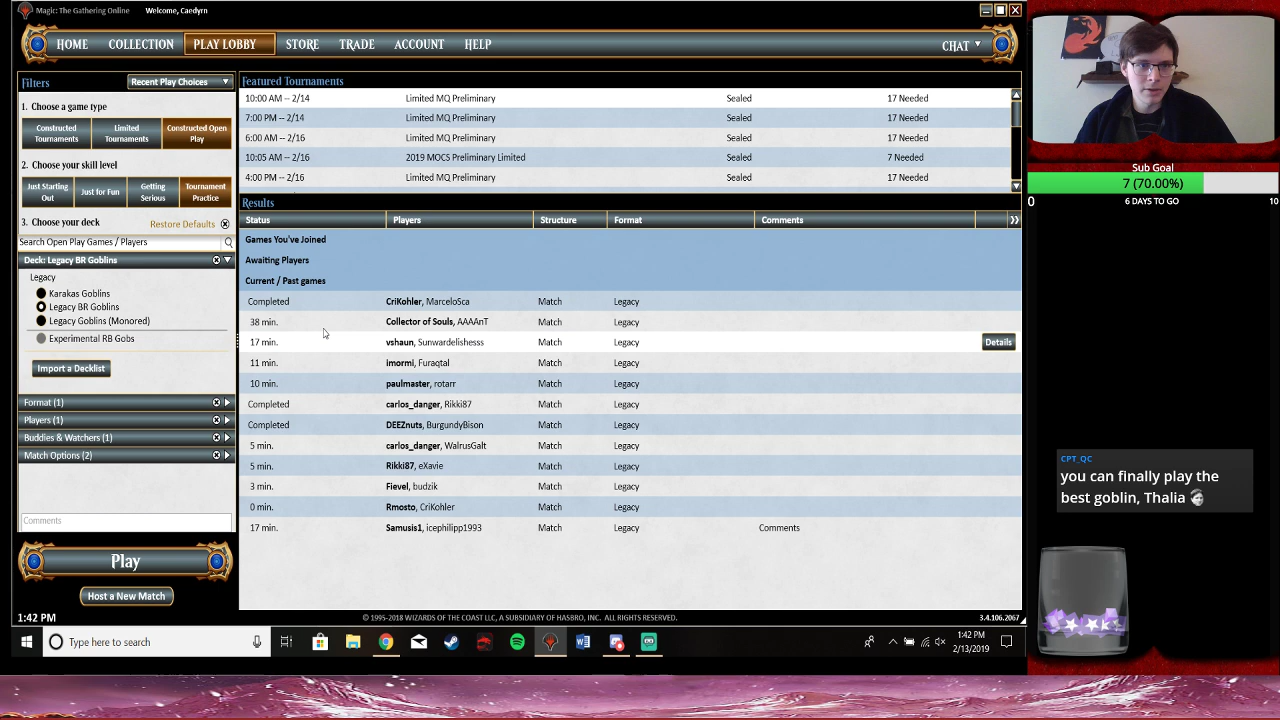 Magic: The Gathering Online Welcome, Caedyrn
HOME COLLECTION PLAY LOBBY STORE TRADE ACCOUNT HELP CHAT
Filters Recent Play Choices
1. Choose a game type
Constructed Tournaments Limited Tournaments Constructed Open Play
2. Choose your skill level
Just Starting Out Just for Fun Getting Serious Tournament Practice
3. Choose your deck Restore Defaults
Search Open Play Games / Players
Deck: Legacy BR Goblins
Legacy
Karakas Goblins
Legacy BR Goblins
Legacy Goblins (Monored)
Experimental RB Gobs
Import a Decklist
Format (1)
Players (1)
Buddies & Watchers (1)
Match Options (2)
Comments
Play
Host a New Match
1:42 PM
Featured Tournaments
10:00 AM -- 2/14 Limited MQ Preliminary Sealed 17 Needed
7:00 PM -- 2/14 Limited MQ Preliminary Sealed 17 Needed
6:00 AM -- 2/16 Limited MQ Preliminary Sealed 17 Needed
10:05 AM -- 2/16 2019 MOCS Preliminary Limited Sealed 7 Needed
4:00 PM -- 2/16 Limited MQ Preliminary Sealed 17 Needed
Results
Status Players Structure Format Comments
Games You've Joined
Awaiting Players
Current / Past games
Completed CriKohler, MarceloSca Match Legacy
38 min. Collector of Souls, AAAAnT Match Legacy
17 min. vshaun, Sunwardelishesss Match Legacy Details
11 min. imormi, Furaqtal Match Legacy
10 min. paulmaster, rotarr Match Legacy
Completed carlos_danger, Rikki87 Match Legacy
Completed DEEZnuts, BurgundyBison Match Legacy
5 min. carlos_danger, WalrusGalt Match Legacy
5 min. Rikki87, eXavie Match Legacy
3 min. Fievel, budzik Match Legacy
0 min. Rmosto, CriKohler Match Legacy
17 min. Samusis1, icephilipp1993 Match Legacy Comments
© 1995-2018 WIZARDS OF THE COAST LLC, A SUBSIDIARY OF HASBRO, INC. ALL RIGHTS RESERVED. 3.4.106.2067
Type here to search
1:42 PM
2/13/2019
Sub Goal
7 (70.00%)
0 6 DAYS TO GO 10
CPT_QC
you can finally play the
best goblin, Thalia